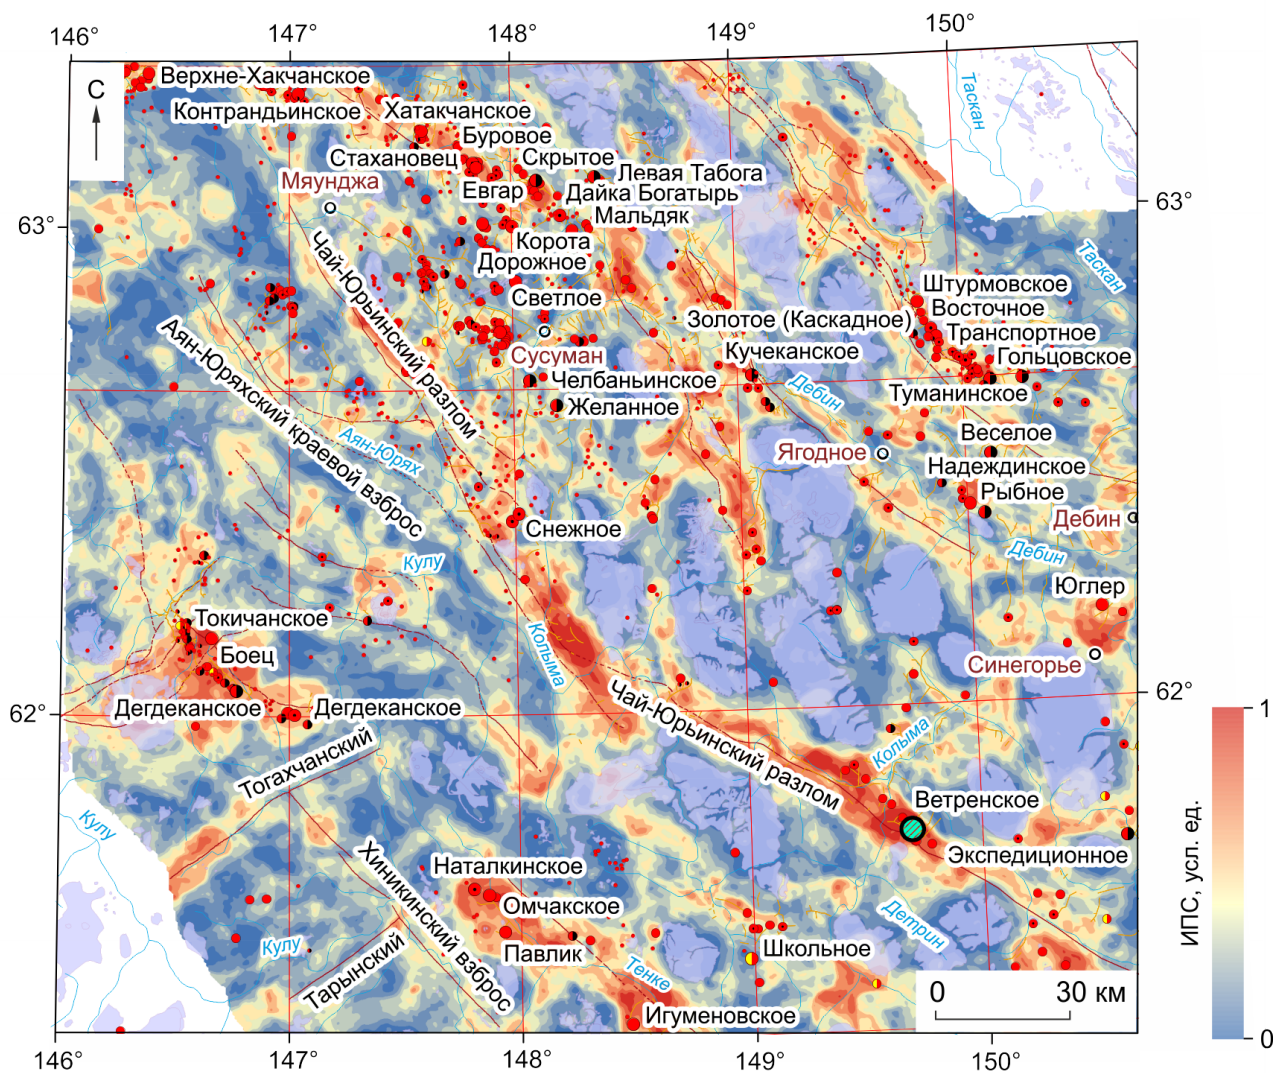 146°
147°
148°
149°
150°
С
Верхне-Хакчанское
Контрандьинское
Хатакчанское
Буровое
Стахановец
Скрытое
Левая Табога
Мяунджа
Евгар
Дайка Богатырь
Мальдяк
Таскан
63°
63°
Корота
Дорожное
Таскан
Чай-Юрьинский разлом
Светлое
Штурмовское
Восточное
Золотое (Каскадное)
Транспортное
Сусуман
Кучеканское
Гольцовское
Аян-Юряхский краевой взброс
Челбаньинское
Дебин
Туманинское
Желанное
Аян-Юрях
Ягодное
Веселое
Надеждинское
Рыбное
Снежное
Дебин
Дебин
Кулу
Юглер
Токичанское
Колыма
Боец
Синегорье
62°
62°
Дегдеканское
Дегдеканское
Чай-Юрьинский разлом
Колыма
Тогахчанский
Ветренское
Кулу
Экспедиционное
Хиникинский взброс
Наталкинское
Омчакское
Детрин
Кулу
Павлик
Школьное
Тарынский
Тенке
Игуменовское
0 30 км
1
ИПС, усл. ед.
0
146°
147°
148°
149°
150°